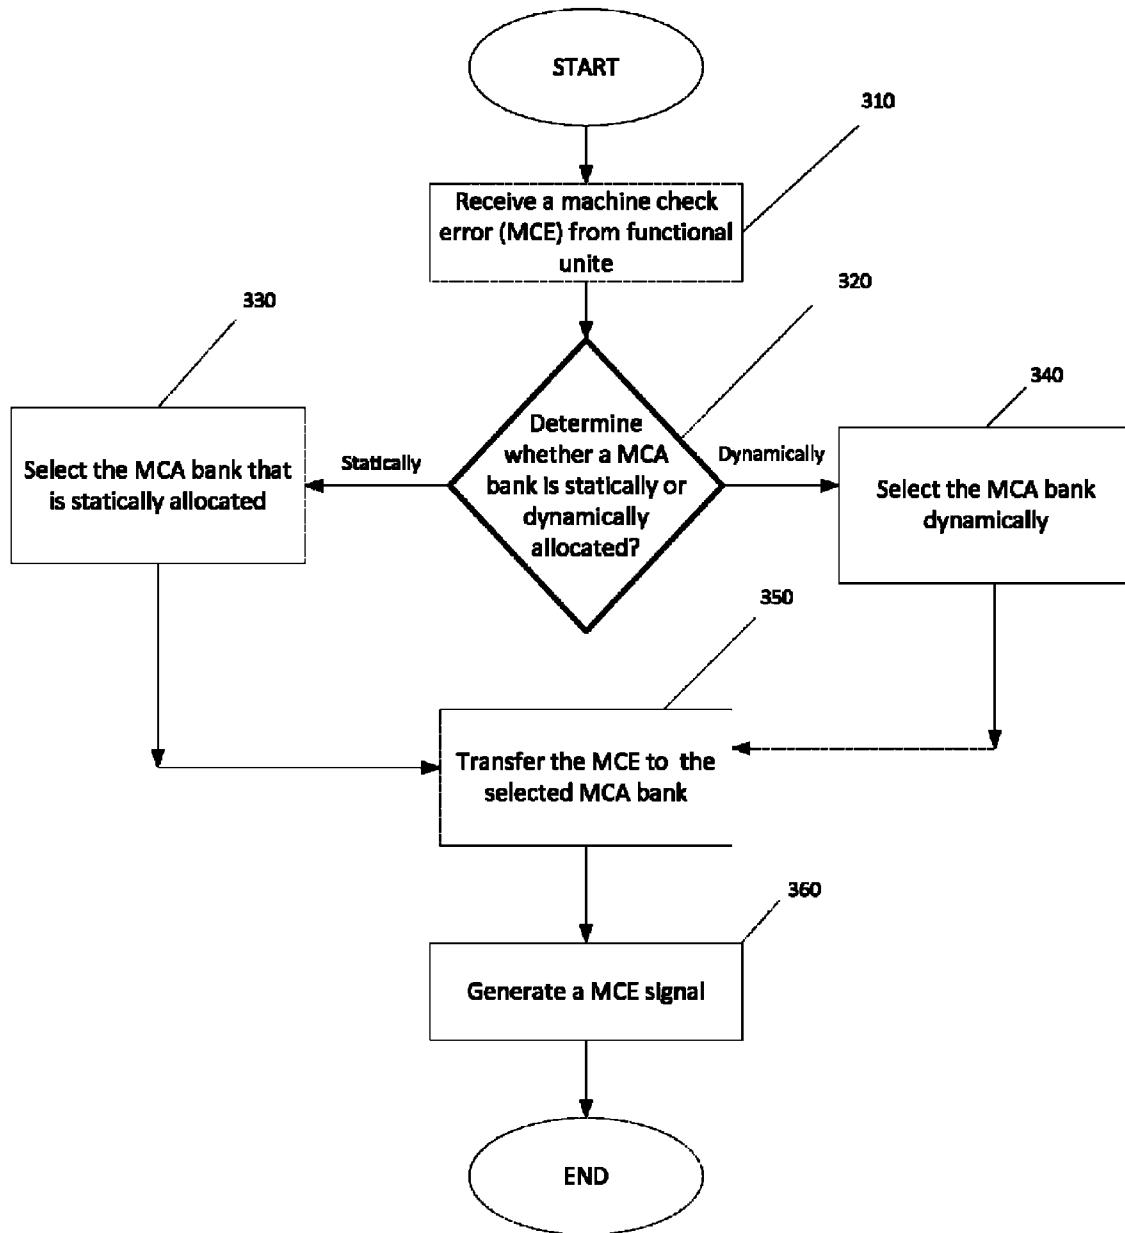 START
310
Receive a machine check
error (MCE) from functional
unite
320
330
340
Determine
whether a MCA
bank is statically or
dynamically
allocated?
Statically
Dynamically
Select the MCA bank that
is statically allocated
Select the MCA bank
dynamically
350
Transfer the MCE to the
selected MCA bank
360
Generate a MCE signal
END